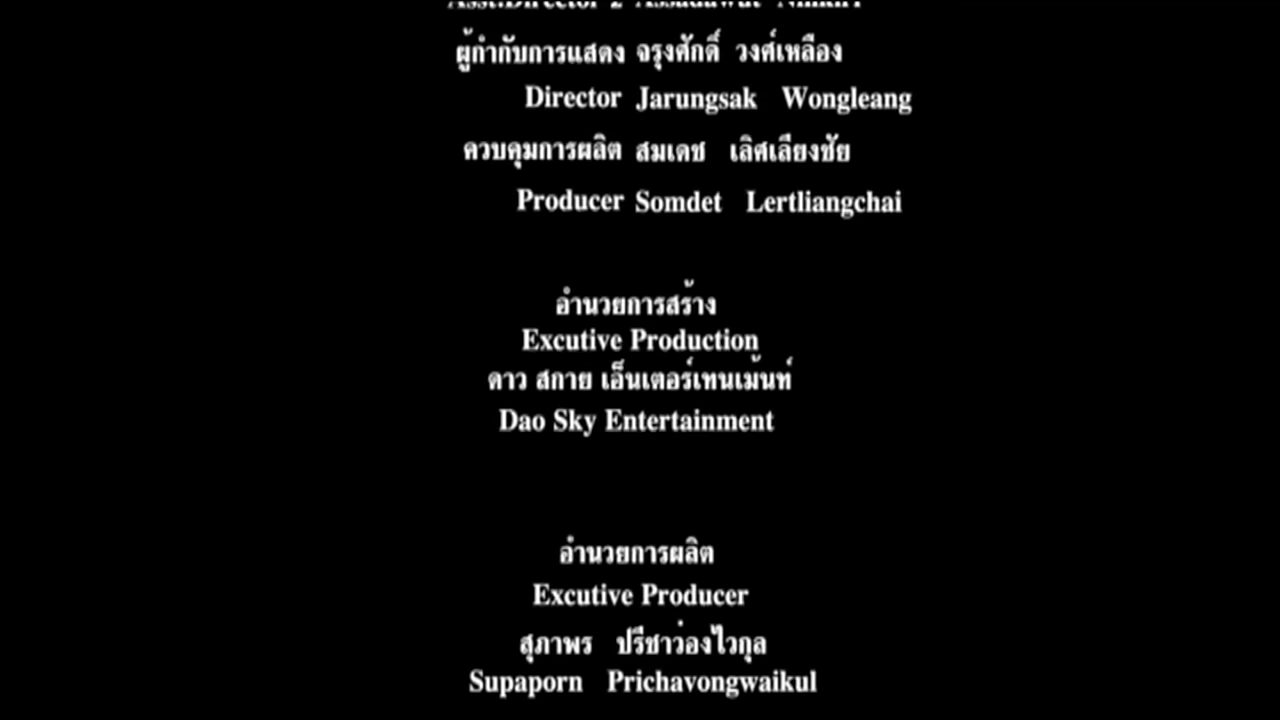 ผู้กำกับการแสดง จรุงศักดิ์ วงศ์เหลือง
Director Jarungsak Wongleang
ควบคุมการผลิต สมเดช เลิศเลียงชัย
Producer Somdet Lertliangchai
อำนวยการสร้าง
Excutive Production
ดาว สกาย เอ็นเตอร์เทนเม้นท์
Dao Sky Entertainment
อำนวยการผลิต
Excutive Producer
สุภาพร ปรีชาว่องไวกุล
Supaporn Prichavongwaikul